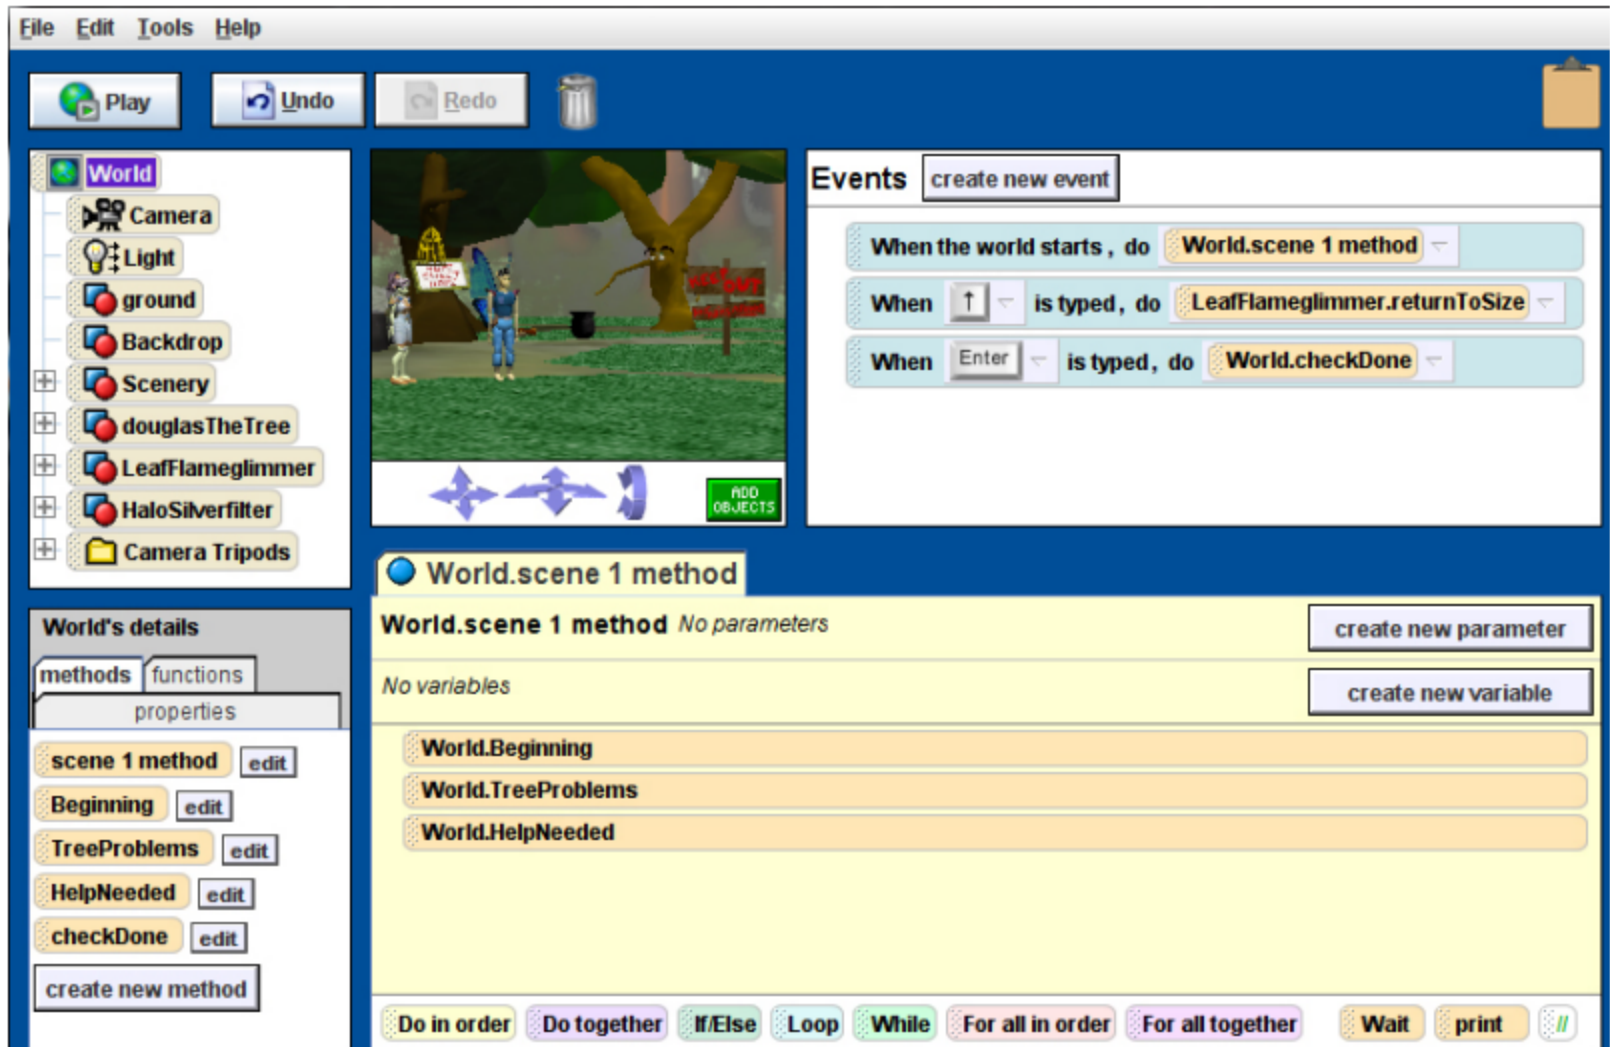 File Edit Tools Help
Play Undo Redo
World
Camera
Light
ground
Backdrop
Scenery
douglasTheTree
LeafFlameglimmer
HaloSilverfilter
Camera Tripods
ADD
OBJECTS
Events create new event
When the world starts, do World.scene 1 method
When ↑ is typed, do LeafFlameglimmer.returnToSize
When Enter is typed, do World.checkDone
World's details
methods functions
properties
scene 1 method edit
Beginning edit
TreeProblems edit
HelpNeeded edit
checkDone edit
create new method
World.scene 1 method
World.scene 1 method No parameters create new parameter
No variables create new variable
World.Beginning
World.TreeProblems
World.HelpNeeded
Do in order Do together If/Else Loop While For all in order For all together Wait print //